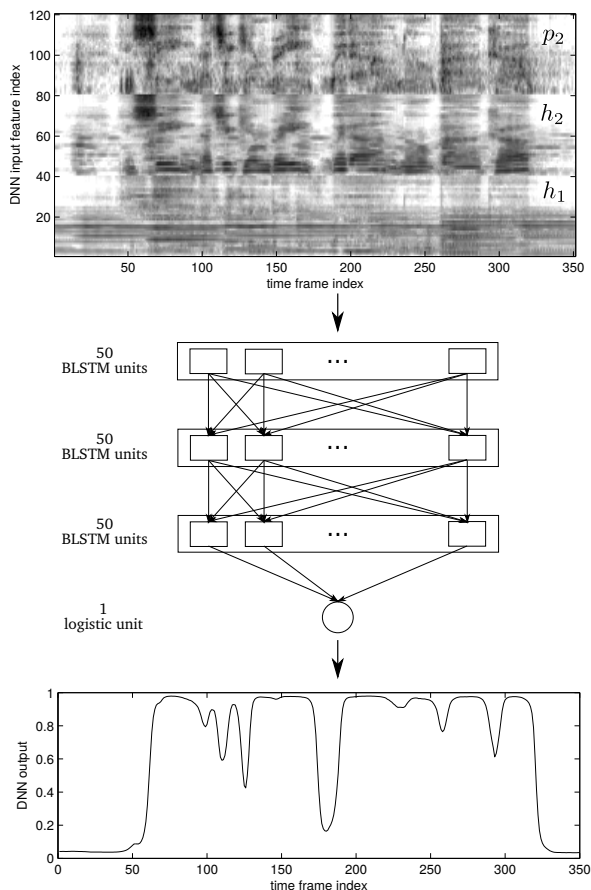 120
100
80
60
40
20
DNN input feature index
p2
h2
h1
50 100 150 200 250 300 350
time frame index
50
BLSTM units
...
50
BLSTM units
...
50
BLSTM units
...
1
logistic unit
1
0.8
0.6
0.4
0.2
0
DNN output
0 50 100 150 200 250 300 350
time frame index